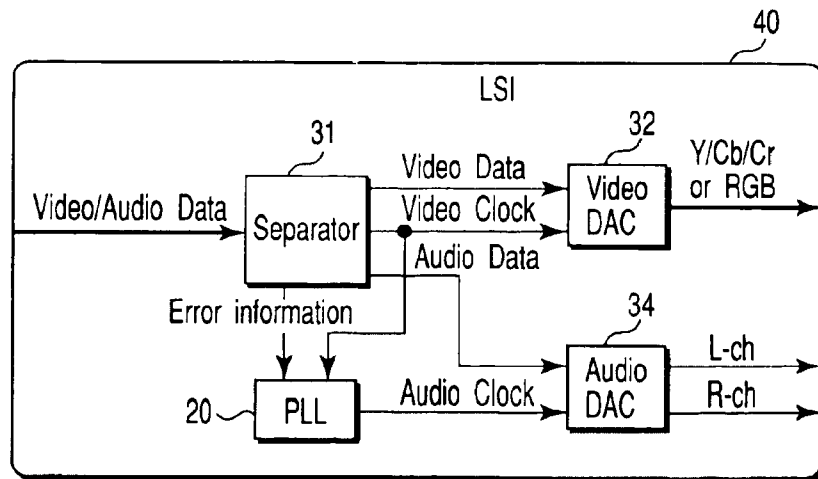 40
LSI
31
32
Video Data
Y/Cb/Cr
or RGB
Video/Audio Data
Separator
Video Clock
Video
DAC
Audio Data
Error information
34
L-ch
20
PLL
Audio Clock
Audio
DAC
R-ch